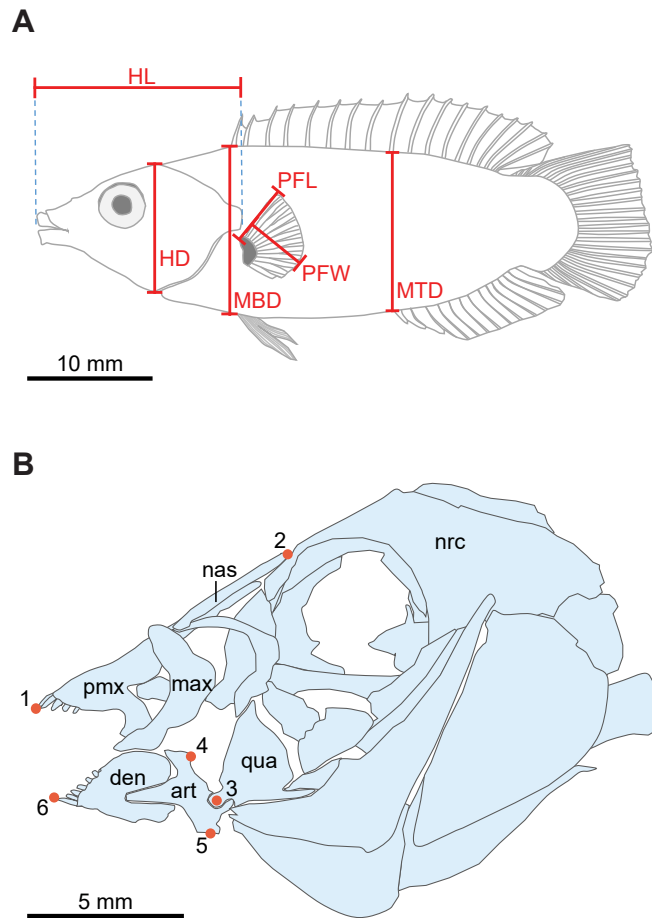 A
HL
PFL
HD
PFW
MBD
MTD
10 mm
B
2
nrc
nas
1
pmx
max
4
qua
den
3
art
6
5
5 mm